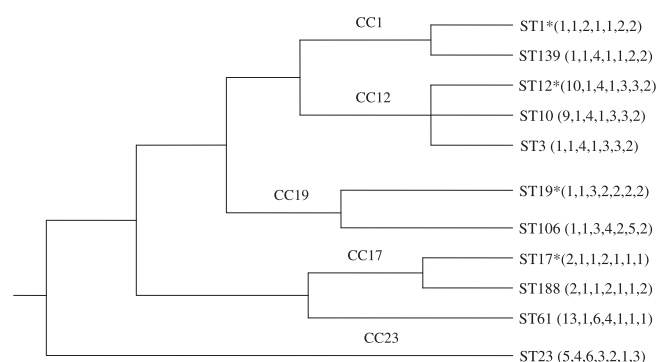 CC1
ST1*(1,1,2,1,1,2,2)
ST139 (1,1,4,1,1,2,2)
ST12*(10,1,4,1,3,3,2)
CC12
ST10 (9,1,4,1,3,3,2)
ST3 (1,1,4,1,3,3,2)
CC19
ST19*(1,1,3,2,2,2,2)
ST106 (1,1,3,4,2,5,2)
CC17
ST17*(2,1,1,2,1,1,1)
ST188 (2,1,1,2,1,1,2)
ST61 (13,1,6,4,1,1,1)
CC23
ST23 (5,4,6,3,2,1,3)